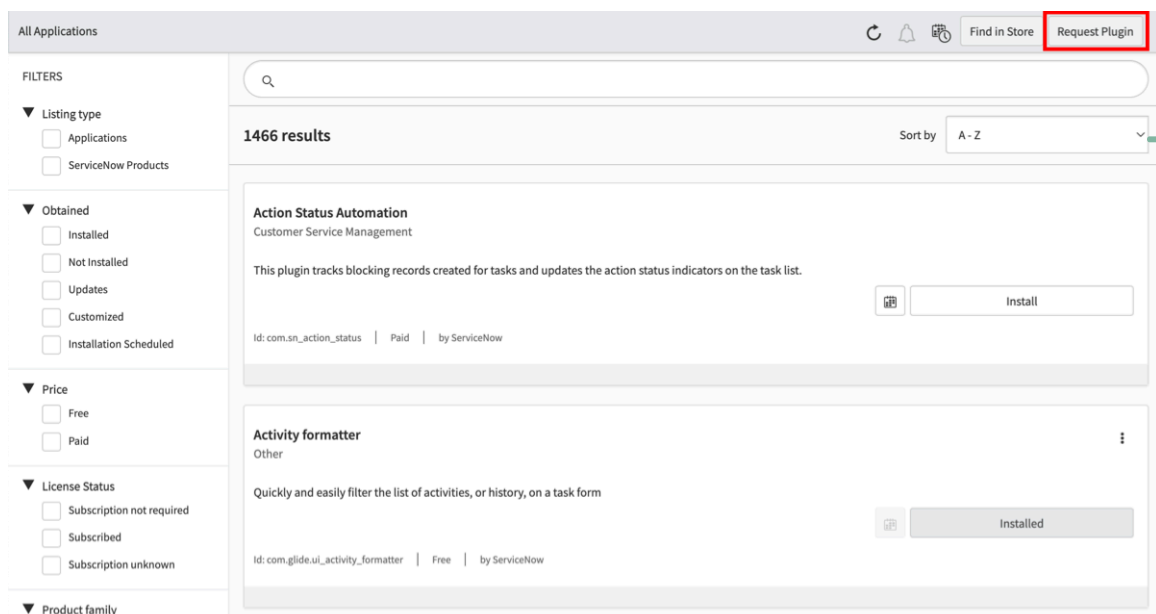 All Applications
Find in Store
Request Plugin
FILTERS
Listing type
Applications
ServiceNow Products
Obtained
Installed
Not Installed
Updates
Customized
Installation Scheduled
Price
Free
Paid
License Status
Subscription not required
Subscribed
Subscription unknown
Product family
1466 results
Sort by
A - Z
Action Status Automation
Customer Service Management
This plugin tracks blocking records created for tasks and updates the action status indicators on the task list.
Install
Id: com.sn_action_status | Paid | by ServiceNow
Activity formatter
Other
Quickly and easily filter the list of activities, or history, on a task form
Installed
Id: com.glide.ui_activity_formatter | Free | by ServiceNow